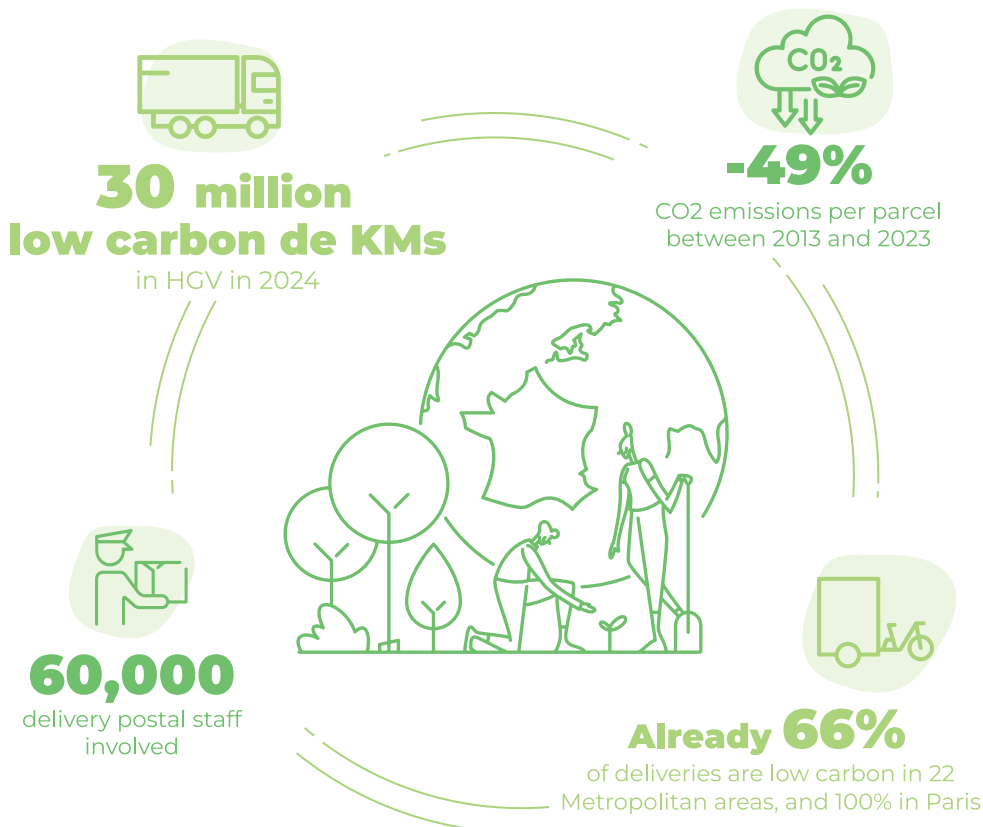 30 million
low carbon de KMs
in HGV in 2024
CO2
-49%
CO2 emissions per parcel
between 2013 and 2023
60,000
delivery postal staff
involved
Already 66%
of deliveries are low carbon in 22
Metropolitan areas, and 100% in Paris